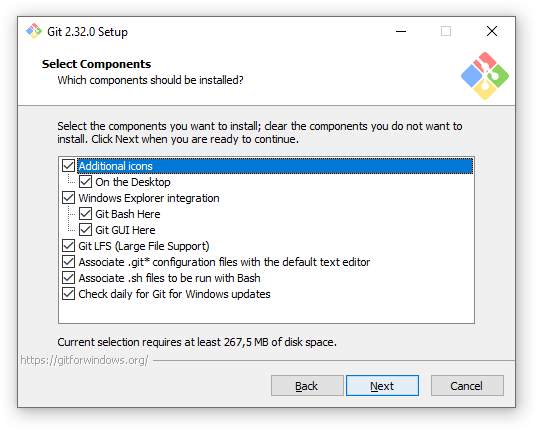 Git 2.32.0 Setup
Select Components
Which components should be installed?
Select the components you want to install; clear the components you do not want to
install. Click Next when you are ready to continue.
Additional icons
On the Desktop
Windows Explorer integration
Git Bash Here
Git GUI Here
Git LFS (Large File Support)
Associate .git* configuration files with the default text editor
Associate .sh files to be run with Bash
Check daily for Git for Windows updates
Current selection requires at least 267,5 MB of disk space.
https://gitforwindows.org/
Back Next Cancel